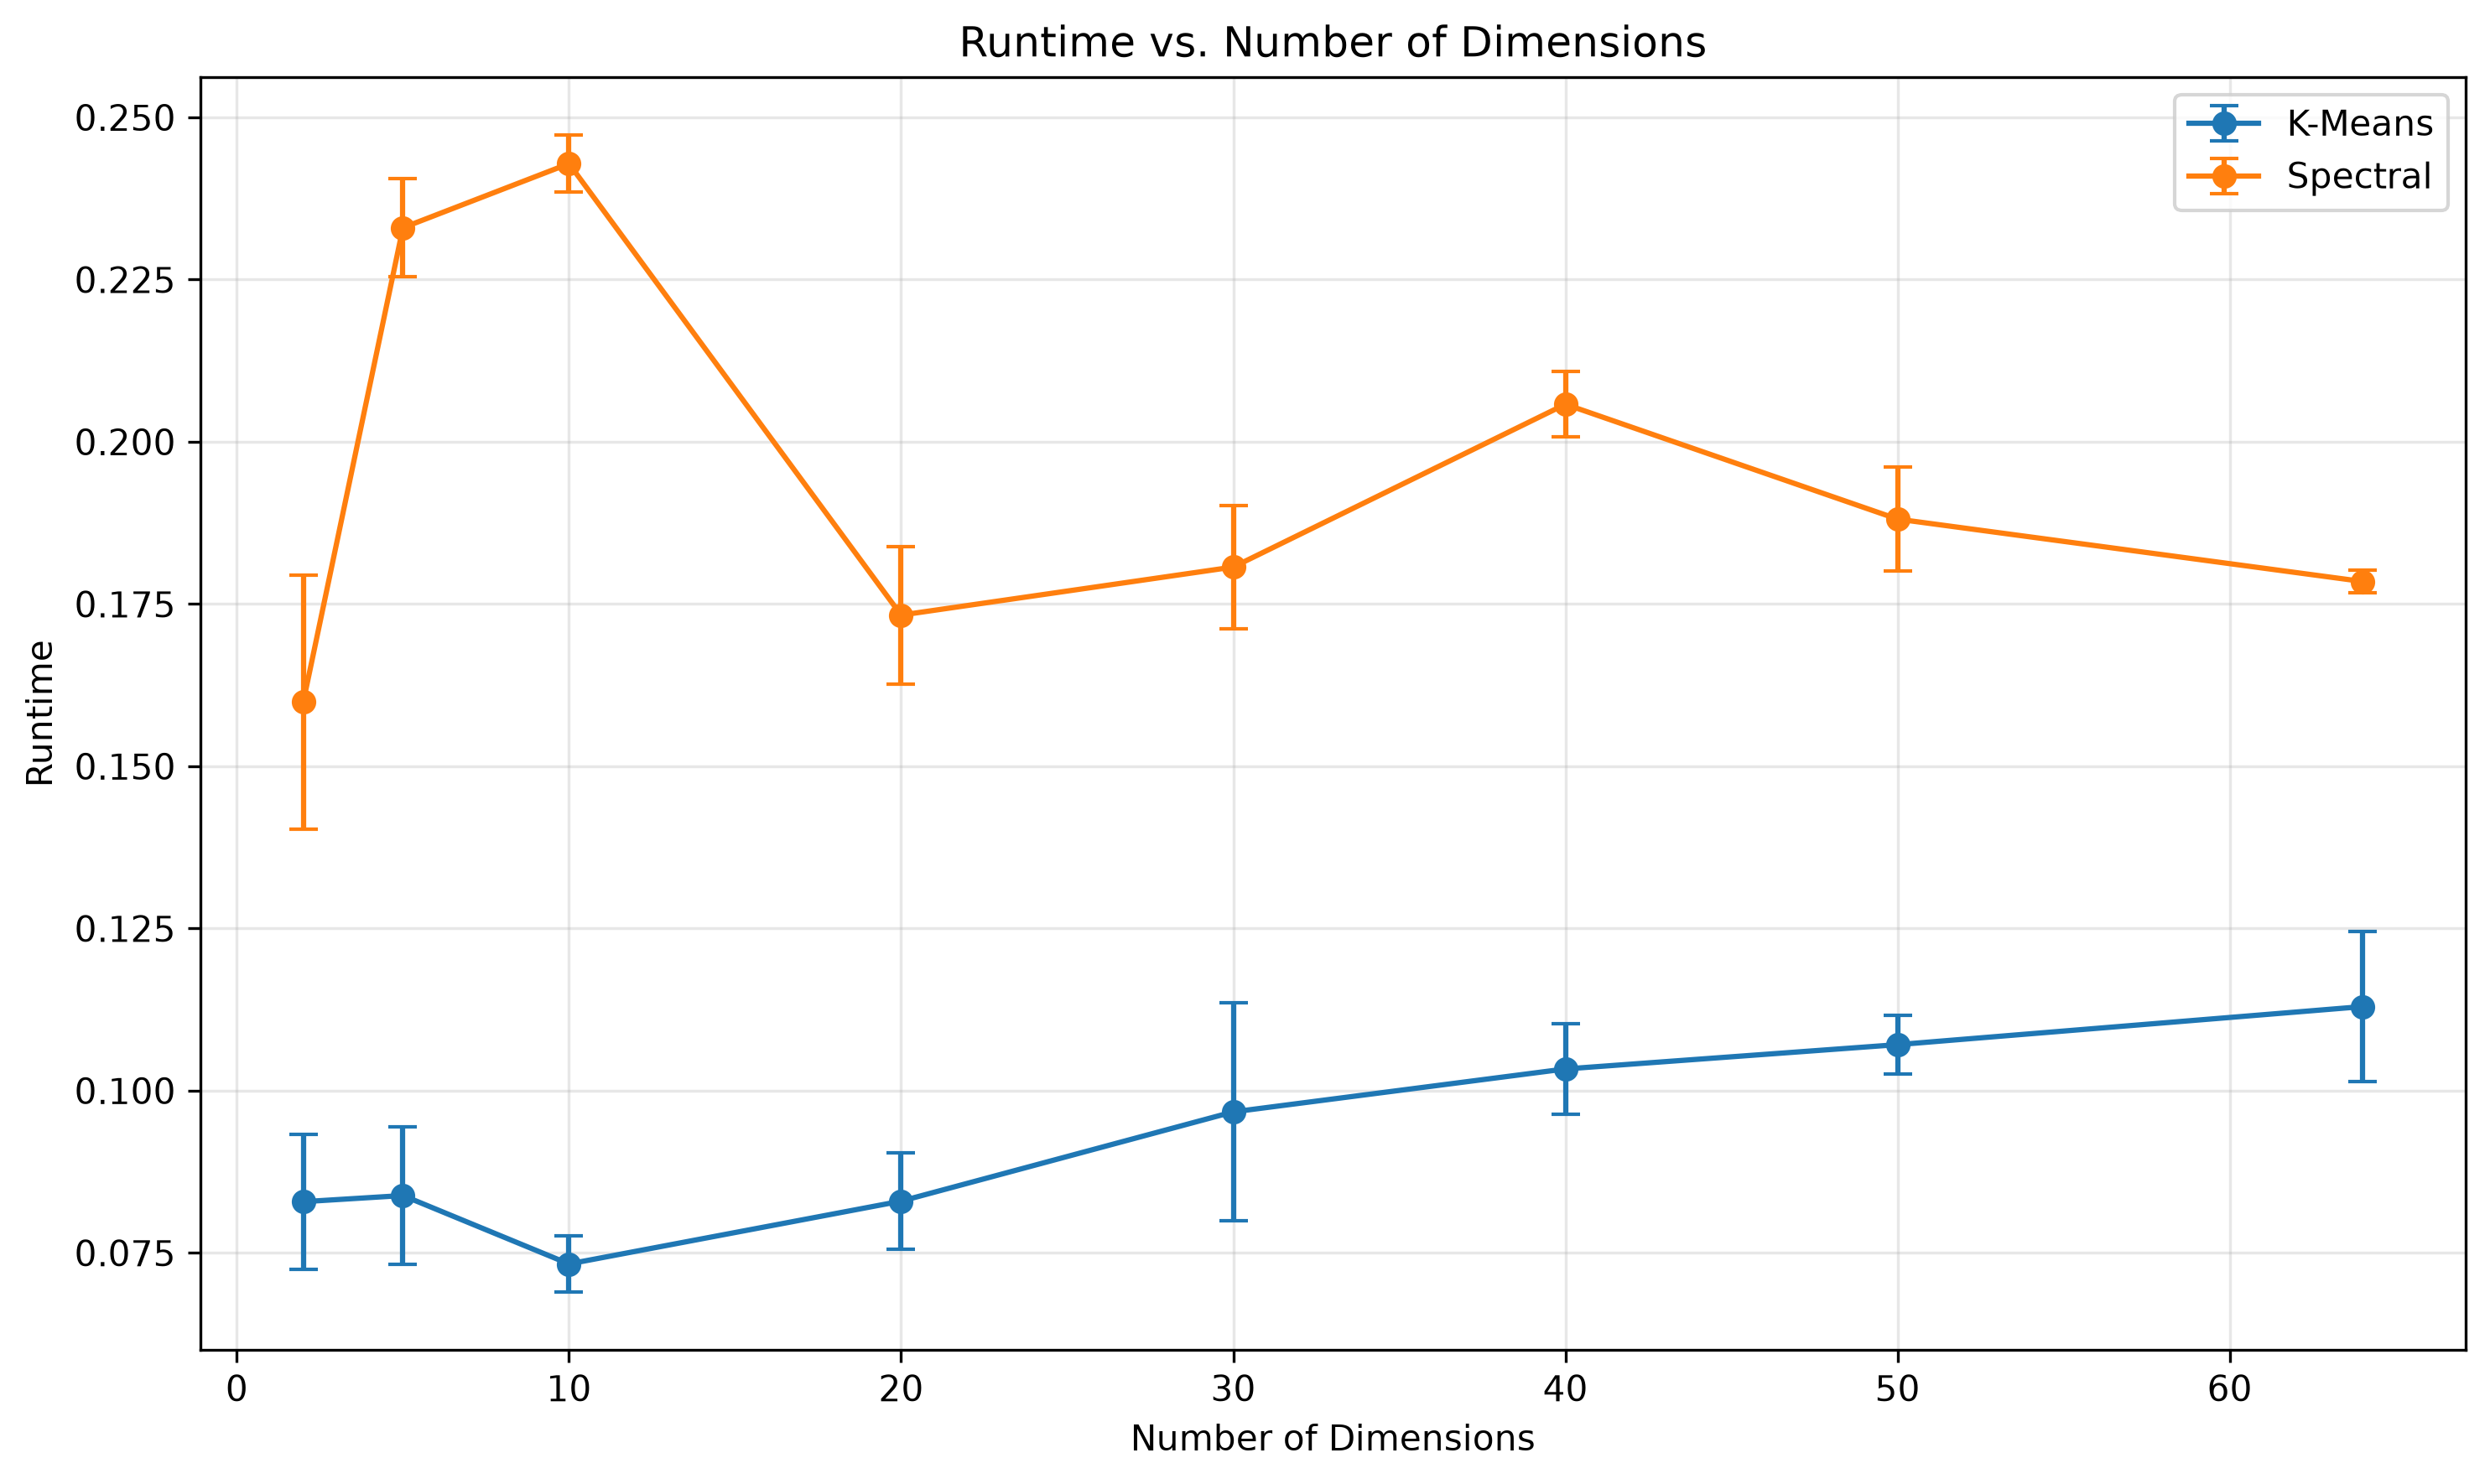 Runtime vs. Number of Dimensions
K-Means
Spectral
Runtime
0.250
0.225
0.200
0.175
0.150
0.125
0.100
0.075
0 10 20 30 40 50 60
Number of Dimensions